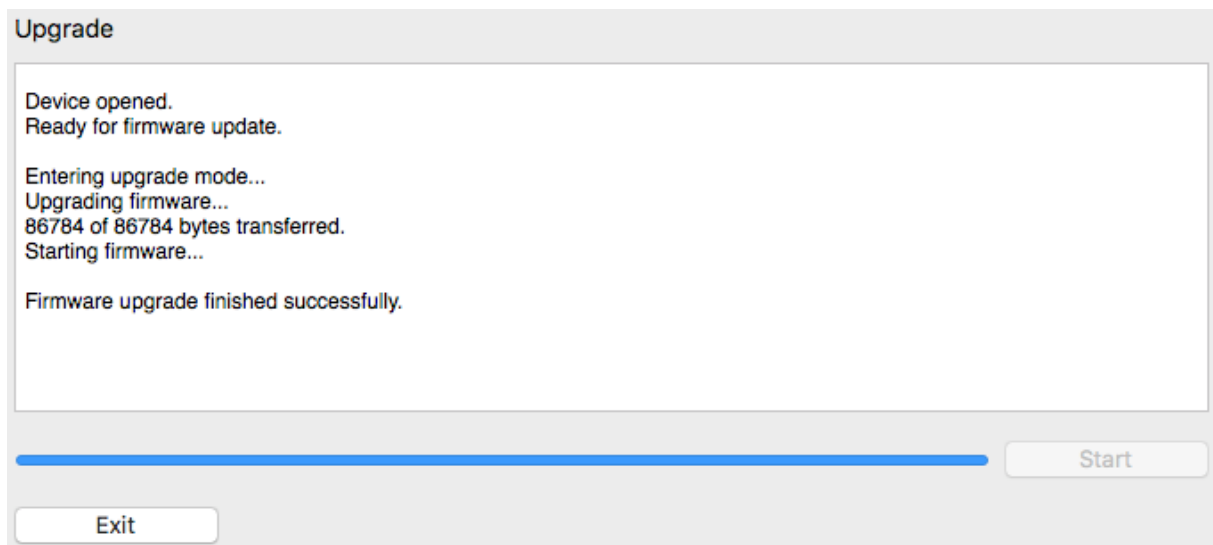 Upgrade
Device opened.
Ready for firmware update.
Entering upgrade mode...
Upgrading firmware...
86784 of 86784 bytes transferred.
Starting firmware...
Firmware upgrade finished successfully.
Start
Exit